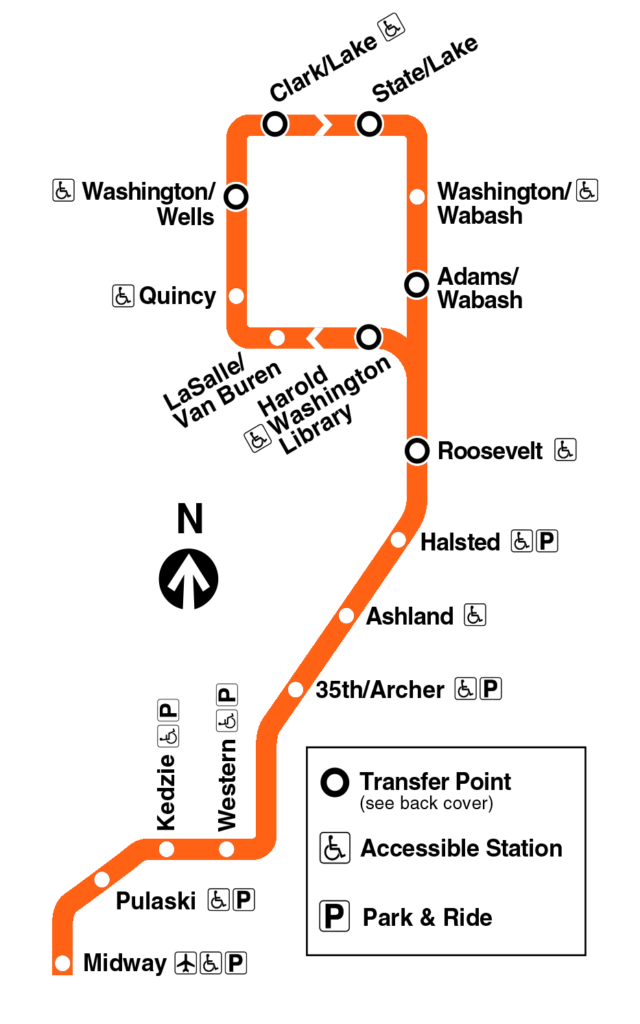 Clark/Lake
State/Lake
Washington/
Wells
Washington/
Wabash
Quincy
Adams/
Wabash
LaSalle/
Van Buren
Harold
Washington
Library
Roosevelt
N
Halsted P
Ashland
35th/Archer P
Kedzie P
Western P
Transfer Point
(see back cover)
Accessible Station
P Park & Ride
Pulaski P
Midway P